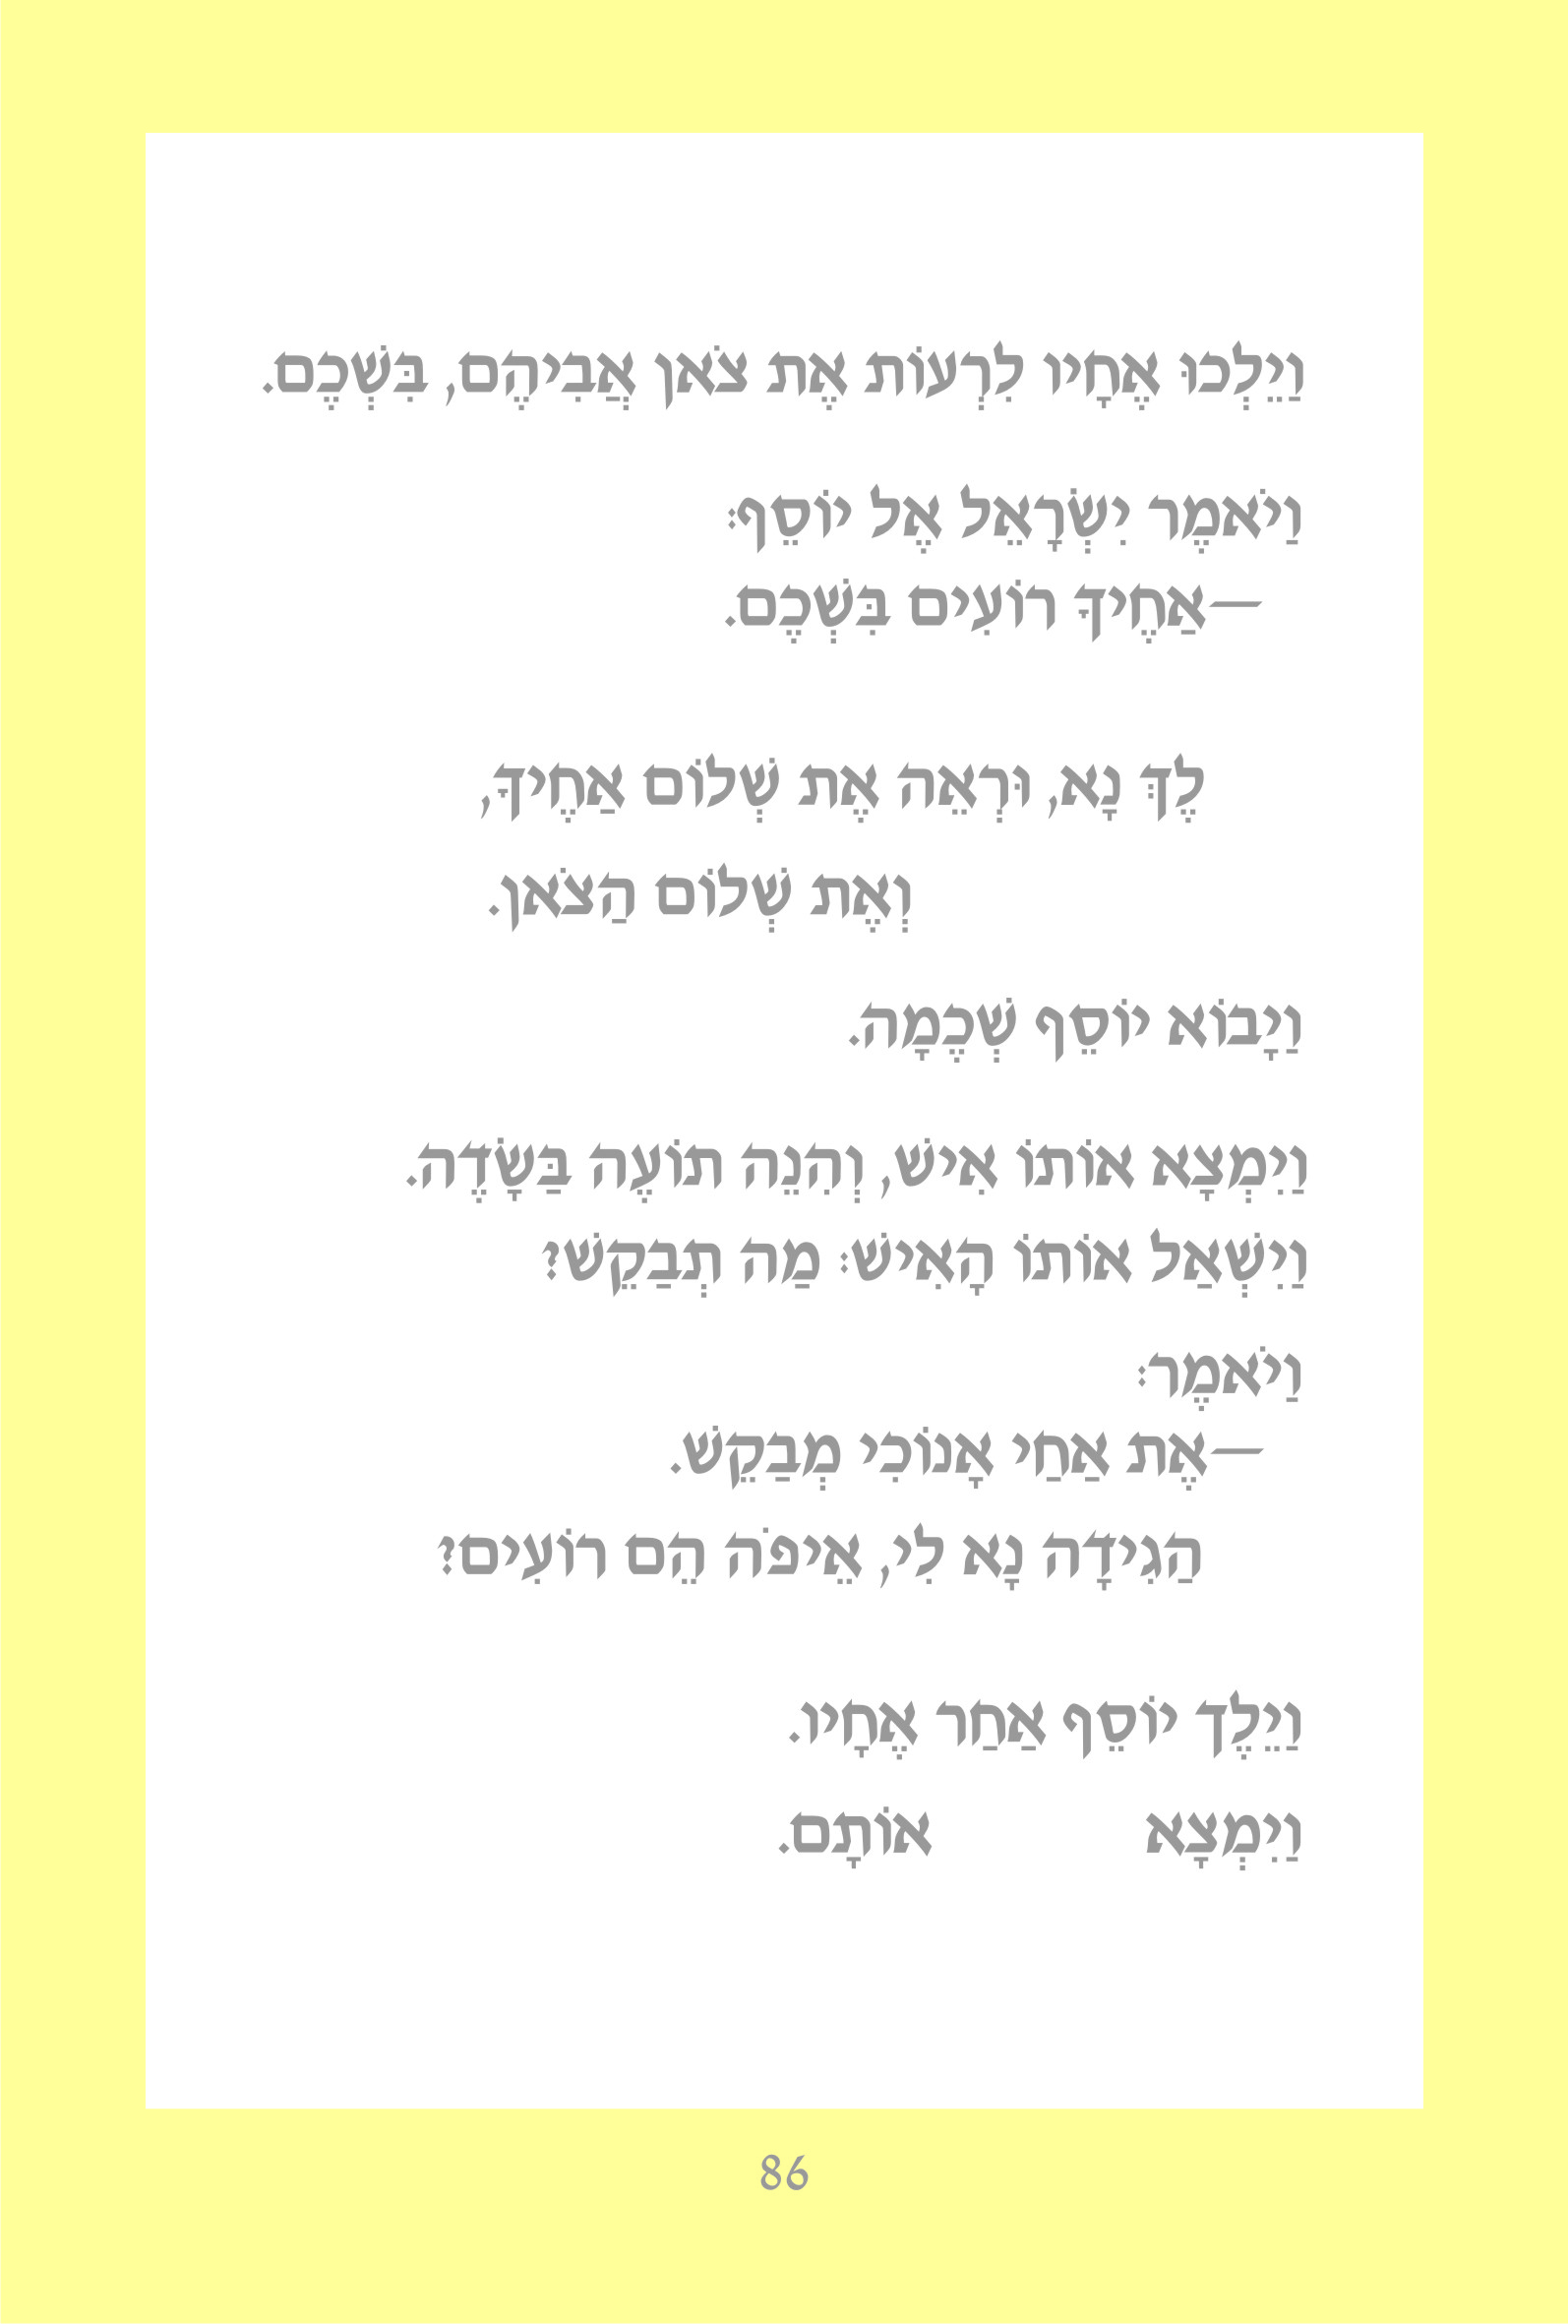 וַיֵלְכוּ אֶחָיו לִרְעוֹת אֶת צֹאן אֲבִיהֶם, בִּשְׁכֶם.
וַיֹאמֶר יִשְׂרָאֵל אֶל יוֹסֵף:
—אַחֶיךָ רוֹעִים בִּשְׁכֶם.
לֶךְ נָא, וּרְאֵה אֶת שְׁלוֹם אַחֶיךָ,
וְאֶת שְׁלוֹם הַצֹאן.
וַיָבוֹא יוֹסֵף שְׁכֶמָה.
וַיִמְצָא אוֹתוֹ אִישׁ, וְהִנֵה תוֹעֶה בַּשָׂדֶה.
וַיִשְׁאַל אוֹתוֹ הָאִישׁ: מַה תְבַקֵשׁ?
וַיֹאמֶר:
—אֶת אַחַי אָנוֹכִי מְבַקֵשׁ.
הַגִידָה נָא לִי, אֵיפֹה הֵם רוֹעִים?
וַיֵלֶך יוֹסֵף אַחַר אֶחָיו.
וַיִמְצָא אוֹתָם.
86